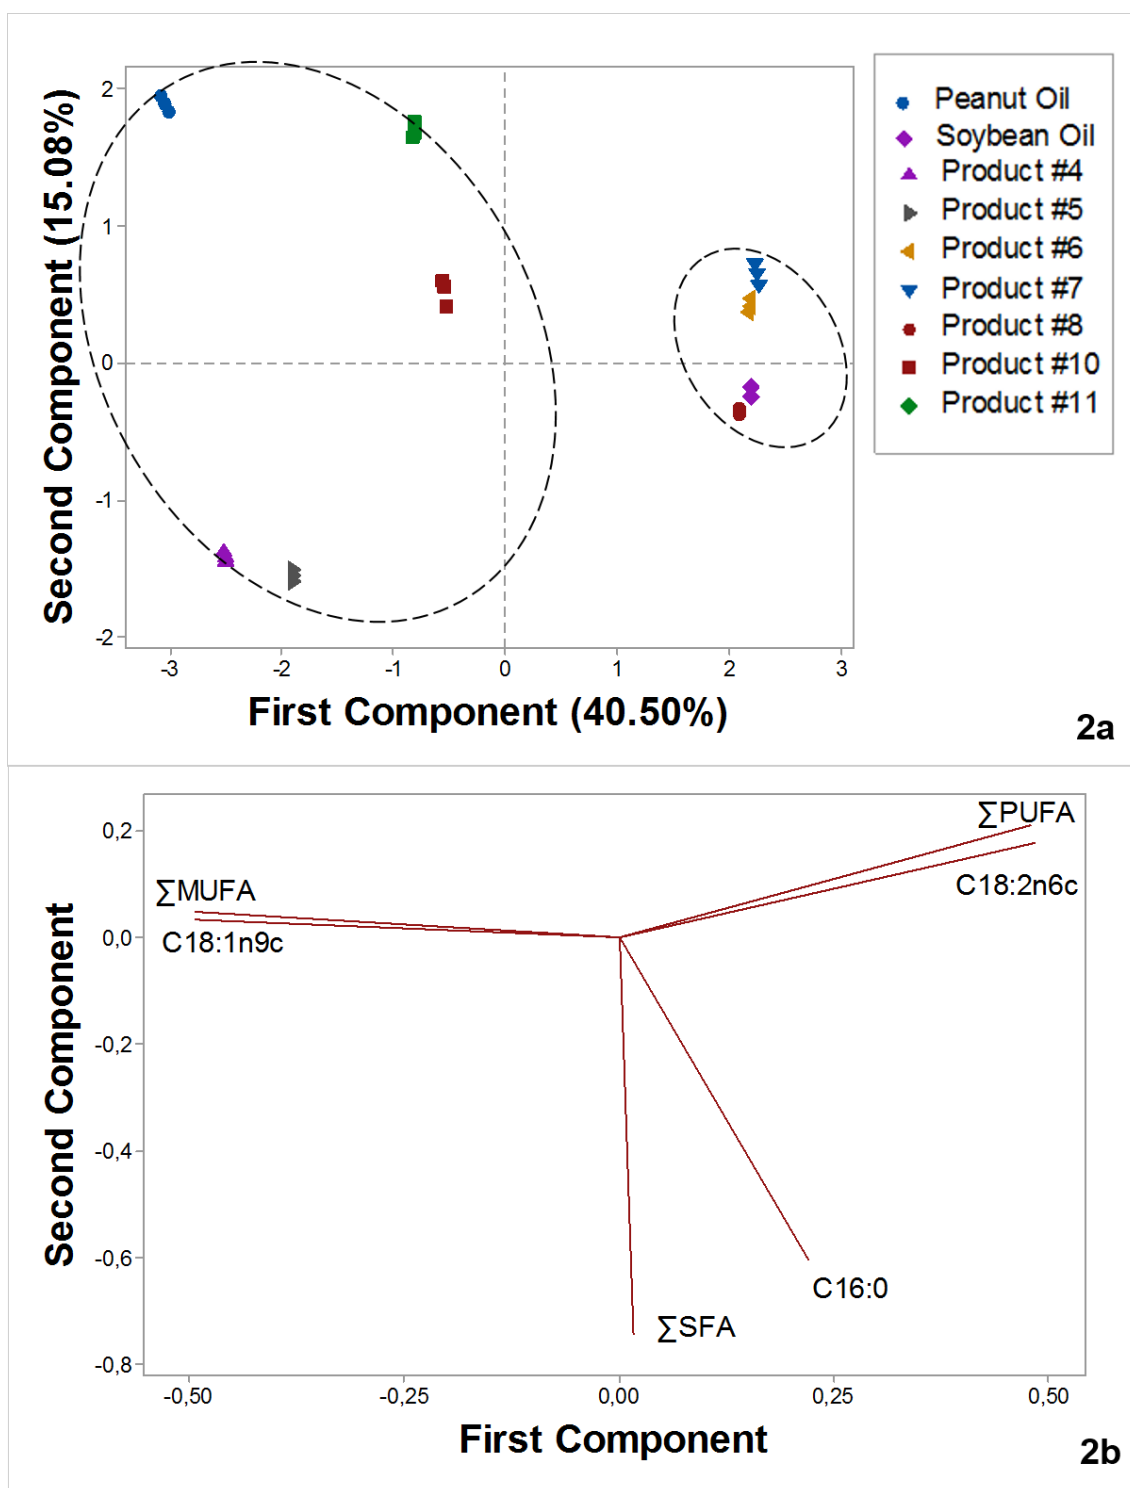 Second Component (15.08%)
2
1
0
-1
-2
-3
-2
-1
0
1
2
3
First Component (40.50%)
Peanut Oil
Soybean Oil
Product #4
Product #5
Product #6
Product #7
Product #8
Product #10
Product #11
2a
Second Component
0,2
0,0
-0,2
-0,4
-0,6
-0,8
∑MUFA
C18:1n9c
∑PUFA
C18:2n6c
C16:0
∑SFA
-0,50
-0,25
0,00
0,25
0,50
First Component
2b